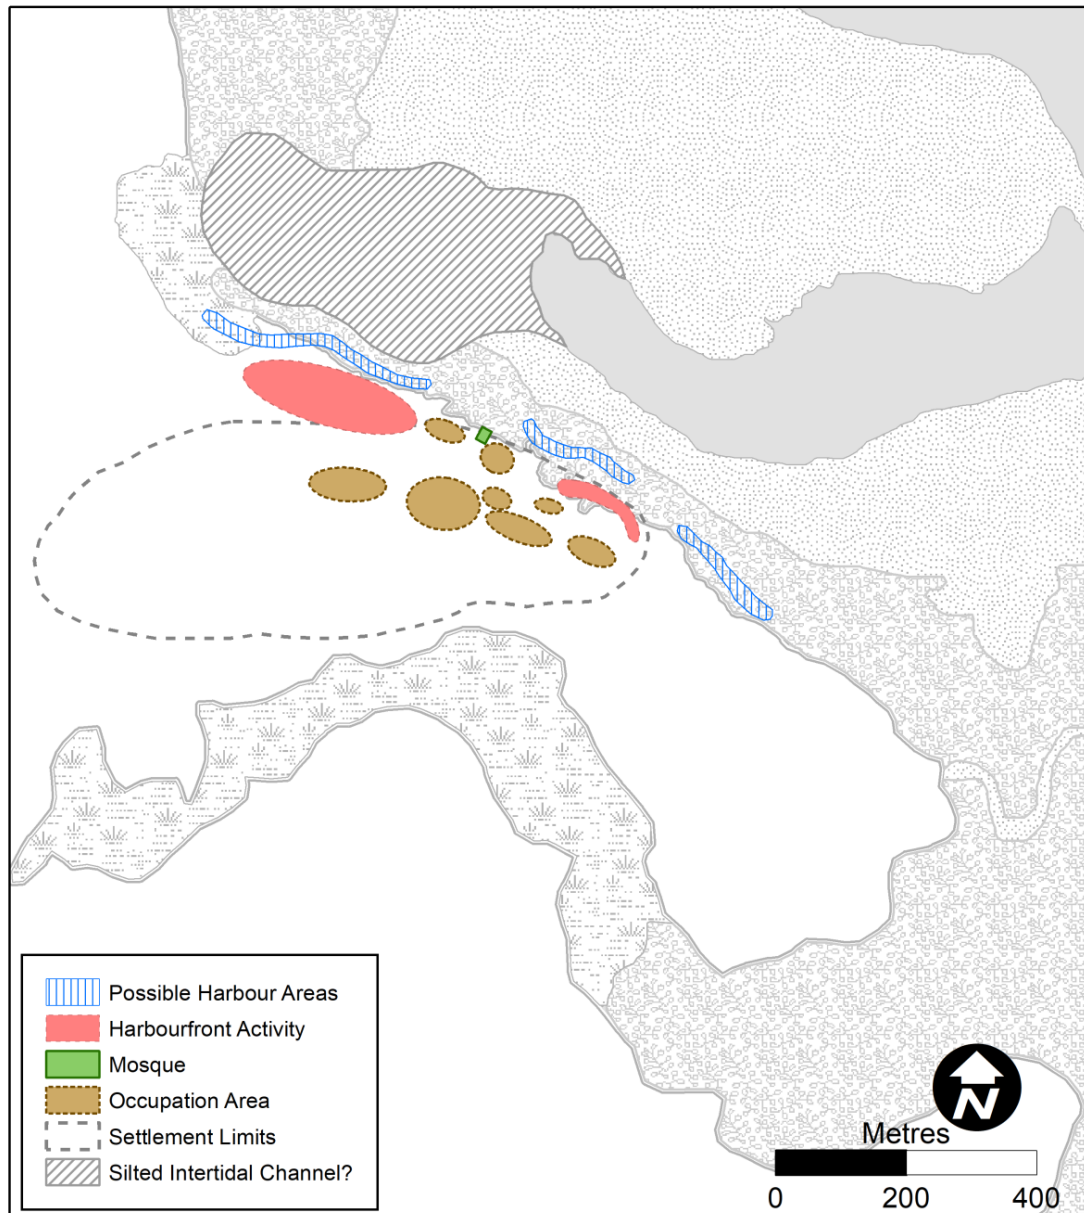 Possible Harbour Areas
Harbourfront Activity
Mosque
Occupation Area
Settlement Limits
Silted Intertidal Channel?
N
Metres
0 200 400